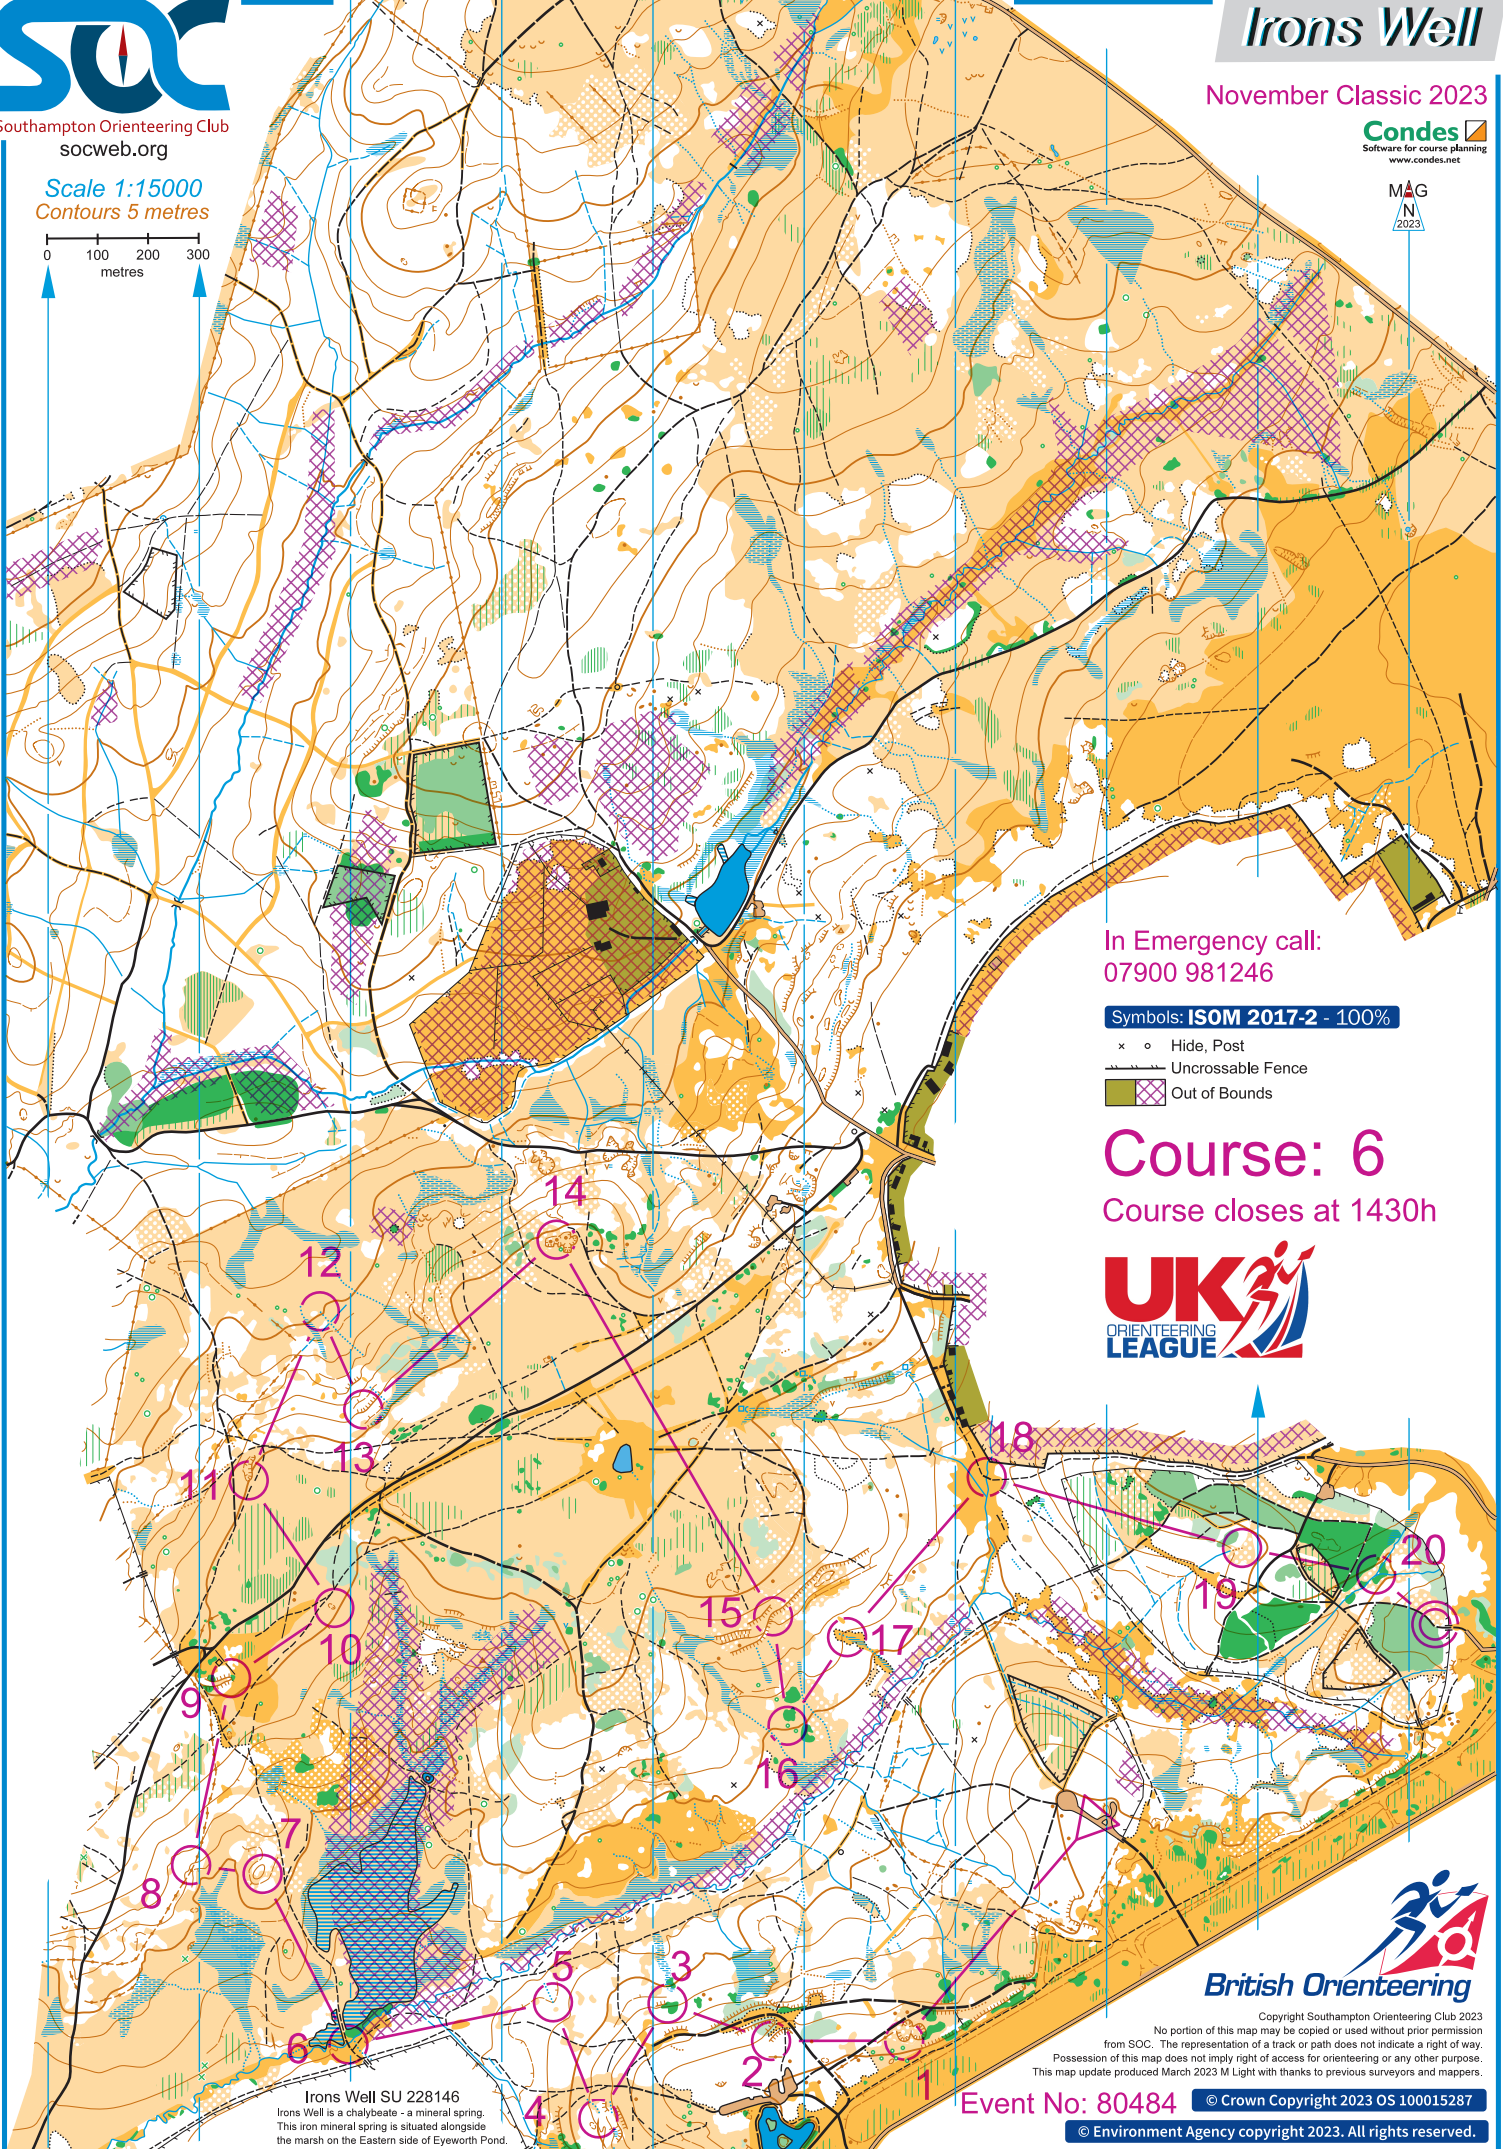 SOC
Southampton Orienteering Club
socweb.org
Scale 1:15000
Contours 5 metres
0 100 200 300
metres
Irons Well
November Classic 2023
Condes
Software for course planning
www.condes.net
MAG
N
2023
In Emergency call:
07900 981246
Symbols: ISOM 2017-2 - 100%
Hide, Post
Uncrossable Fence
Out of Bounds
Course: 6
Course closes at 1430h
UK
ORIENTEERING
LEAGUE
14
12
13
11
18
10
9
15
17
19
20
16
7
8
5
3
6
2
4
1
British Orienteering
Copyright Southampton Orienteering Club 2023
No portion of this map may be copied or used without prior permission
from SOC. The representation of a track or path does not indicate a right of way.
Possession of this map does not imply right of access for orienteering or any other purpose.
This map update produced March 2023 M Light with thanks to previous surveyors and mappers.
Event No: 80484
© Crown Copyright 2023 OS 100015287
© Environment Agency copyright 2023. All rights reserved.
Irons Well SU 228146
Irons Well is a chalybeate - a mineral spring.
This iron mineral spring is situated alongside
the marsh on the Eastern side of Eyeworth Pond.